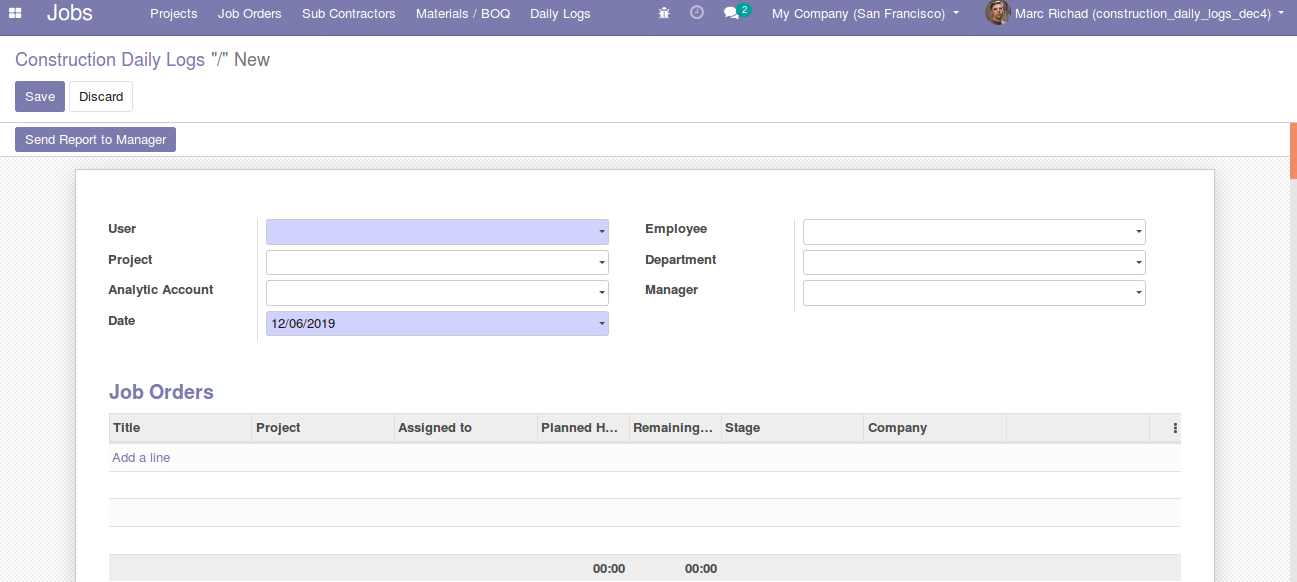 Jobs Projects Job Orders Sub Contractors Materials / BOQ Daily Logs 2 My Company (San Francisco) Marc Richad (construction_daily_logs_dec4)
Construction Daily Logs "/" New
Save Discard
Send Report to Manager
User Employee
Project Department
Analytic Account Manager
Date 12/06/2019
Job Orders
Title Project Assigned to Planned H... Remaining... Stage Company
Add a line
00:00 00:00